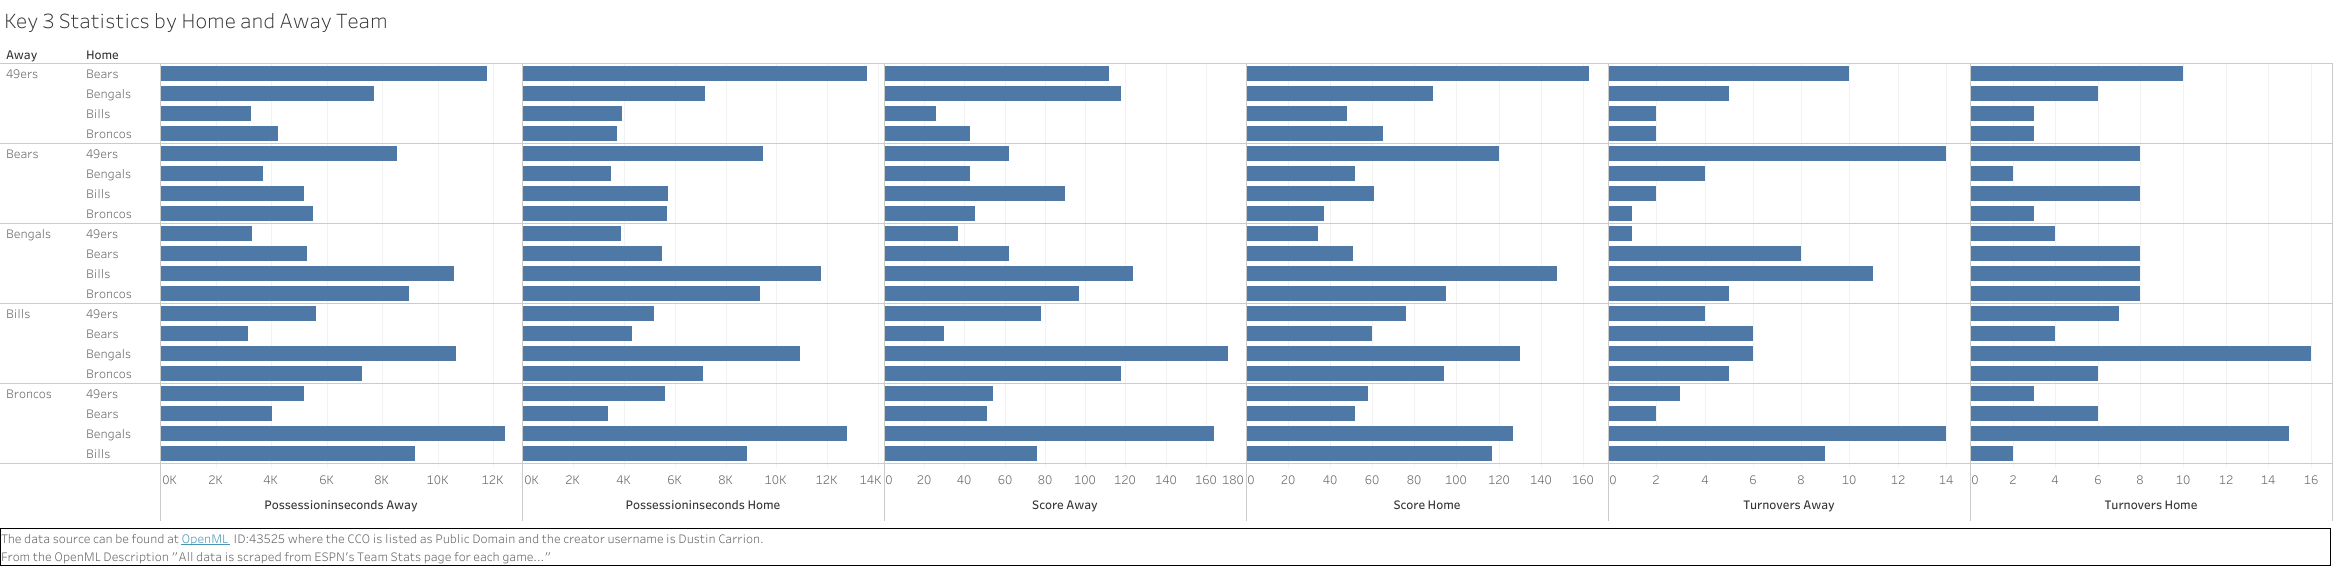 Key 3 Statistics by Home and Away Team
Away Home
49ers Bears
Bengals
Bills
Broncos
Bears 49ers
Bengals
Bills
Broncos
Bengals 49ers
Bears
Bills
Broncos
Bills 49ers
Bears
Bengals
Broncos
Broncos 49ers
Bears
Bengals
Bills
0K 2K 4K 6K 8K 10K 12K 0K 2K 4K 6K 8K 10K 12K 14K 0 20 40 60 80 100 120 140 160 180 0 20 40 60 80 100 120 140 160 0 2 4 6 8 10 12 14 0 2 4 6 8 10 12 14 16
Possessioninseconds Away Possessioninseconds Home Score Away Score Home Turnovers Away Turnovers Home
The data source can be found at OpenML ID:43525 where the CCO is listed as Public Domain and the creator username is Dustin Carrion.
From the OpenML Description "All data is scraped from ESPN's Team Stats page for each game..."